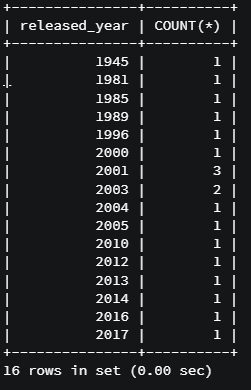 +---------------+----------+
| released_year | COUNT(*) |
+---------------+----------+
| 1945 | 1 |
| 1981 | 1 |
| 1985 | 1 |
| 1989 | 1 |
| 1996 | 1 |
| 2000 | 1 |
| 2001 | 3 |
| 2003 | 2 |
| 2004 | 1 |
| 2005 | 1 |
| 2010 | 1 |
| 2012 | 1 |
| 2013 | 1 |
| 2014 | 1 |
| 2016 | 1 |
| 2017 | 1 |
+---------------+----------+
16 rows in set (0.00 sec)